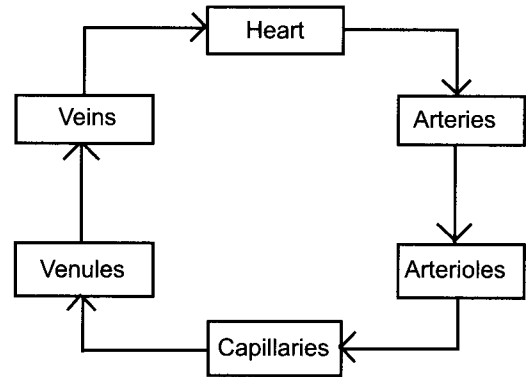 Heart
Arteries
Arterioles
Capillaries
Venules
Veins